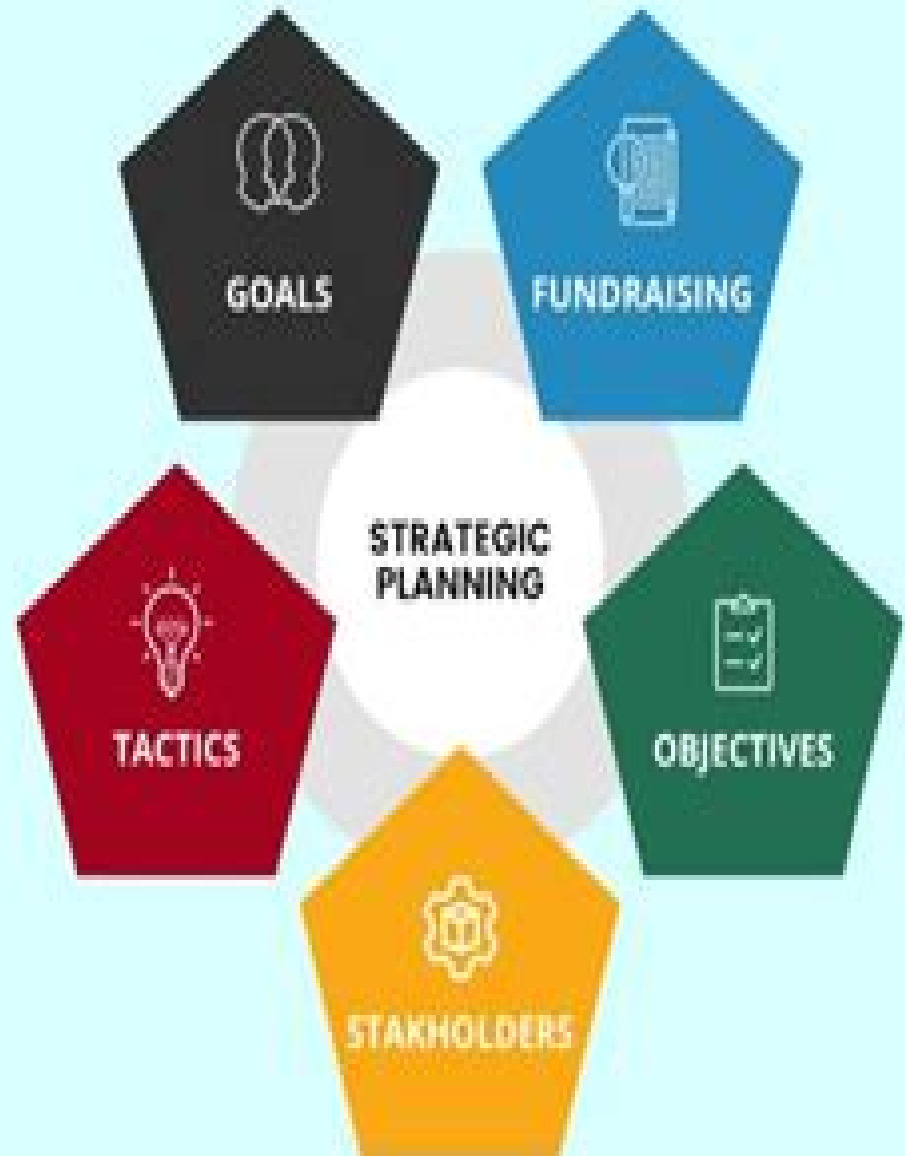 GOALS
FUNDRAISING
STRATEGIC
PLANNING
TACTICS
OBJECTIVES
STAKHOLDERS